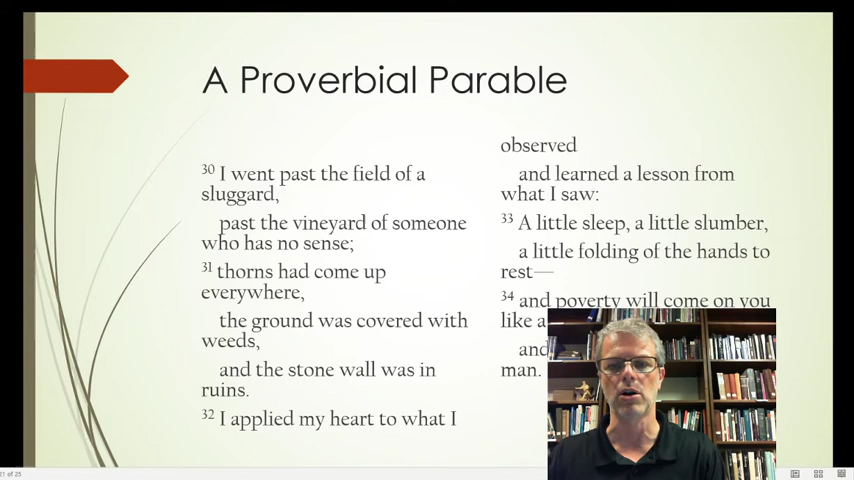 A Proverbial Parable
30 I went past the field of a
sluggard,
past the vineyard of someone
who has no sense;
31 thorns had come up
everywhere,
the ground was covered with
weeds,
and the stone wall was in
ruins.
32 I applied my heart to what I
observed
and learned a lesson from
what I saw:
33 A little sleep, a little slumber,
a little folding of the hands to
rest—
34 and poverty will come on you
like a
and
man.
21 of 25